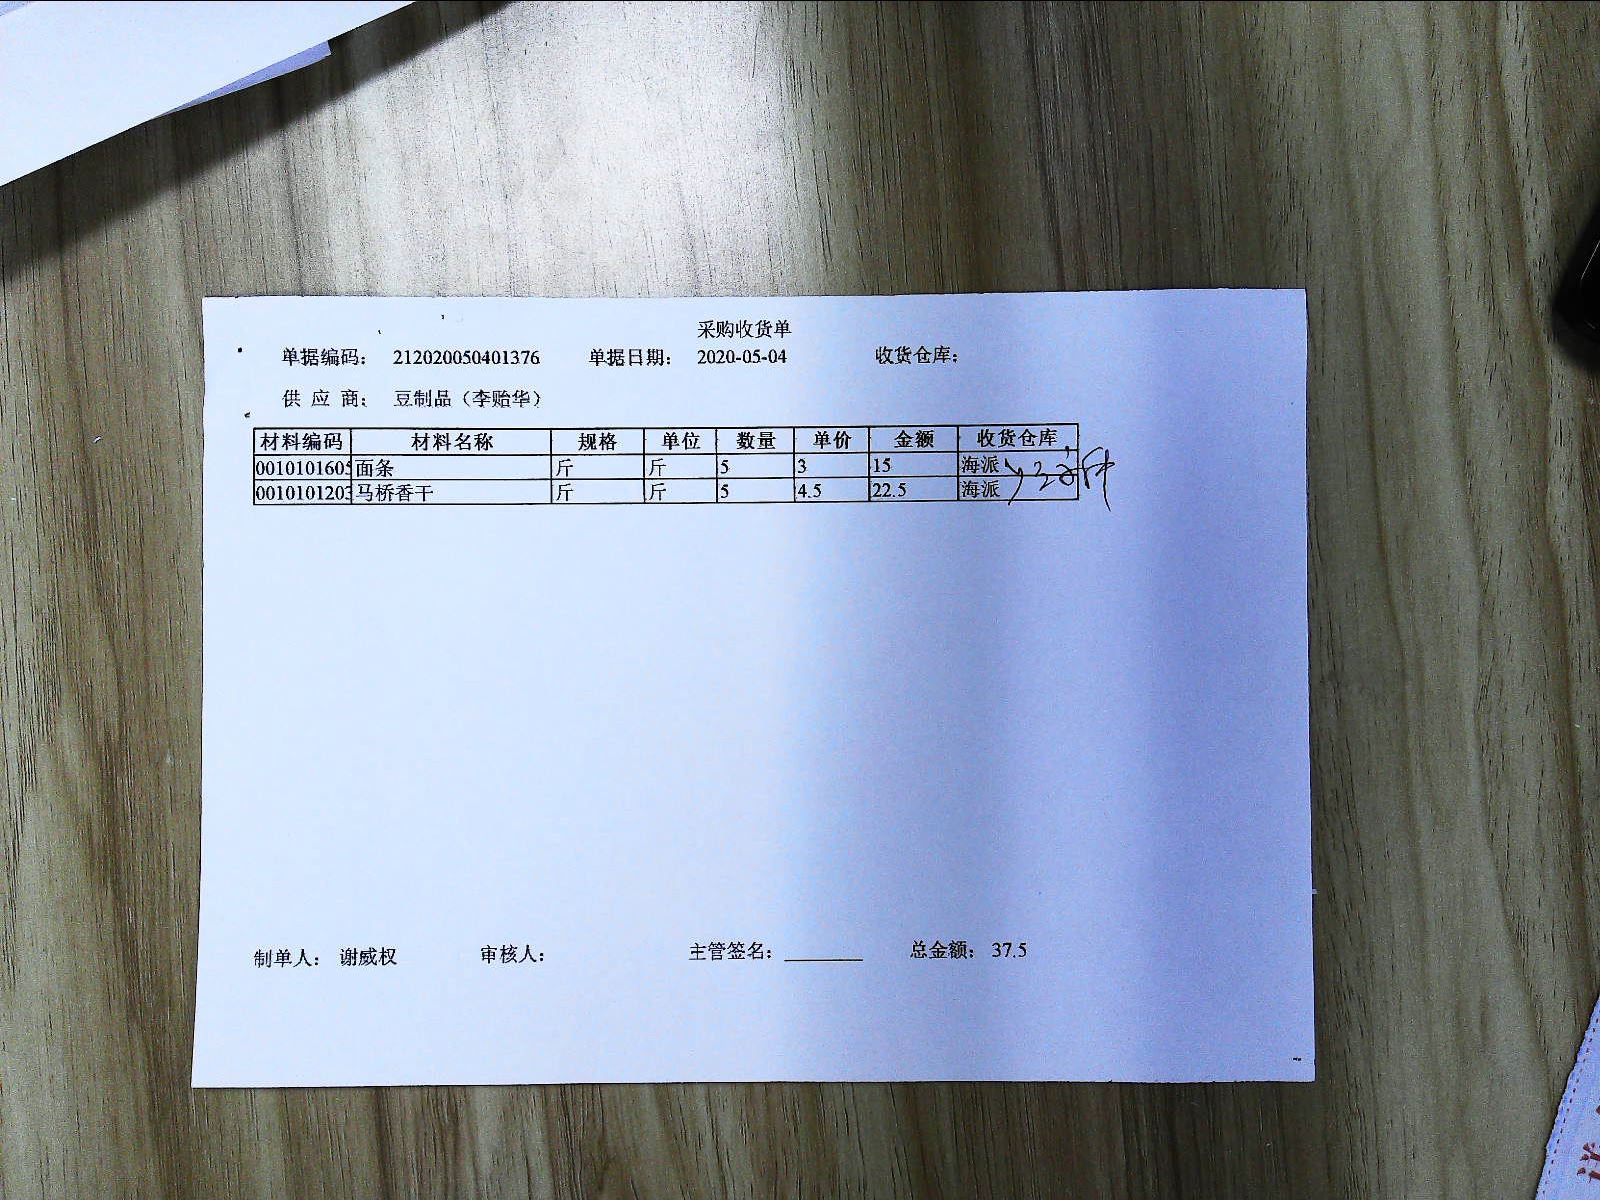 采购收货单
单据编码： 212020050401376 单据日期： 2020-05-04 收货仓库：
供 应 商： 豆制品（李贻华）
材料编码 材料名称 规格 单位 数量 单价 金额 收货仓库
0010101605 面条 斤 斤 5 3 15 海派
0010101203 马桥香干 斤 斤 5 4.5 22.5 海派
制单人： 谢威权 审核人： 主管签名： 总金额： 37.5